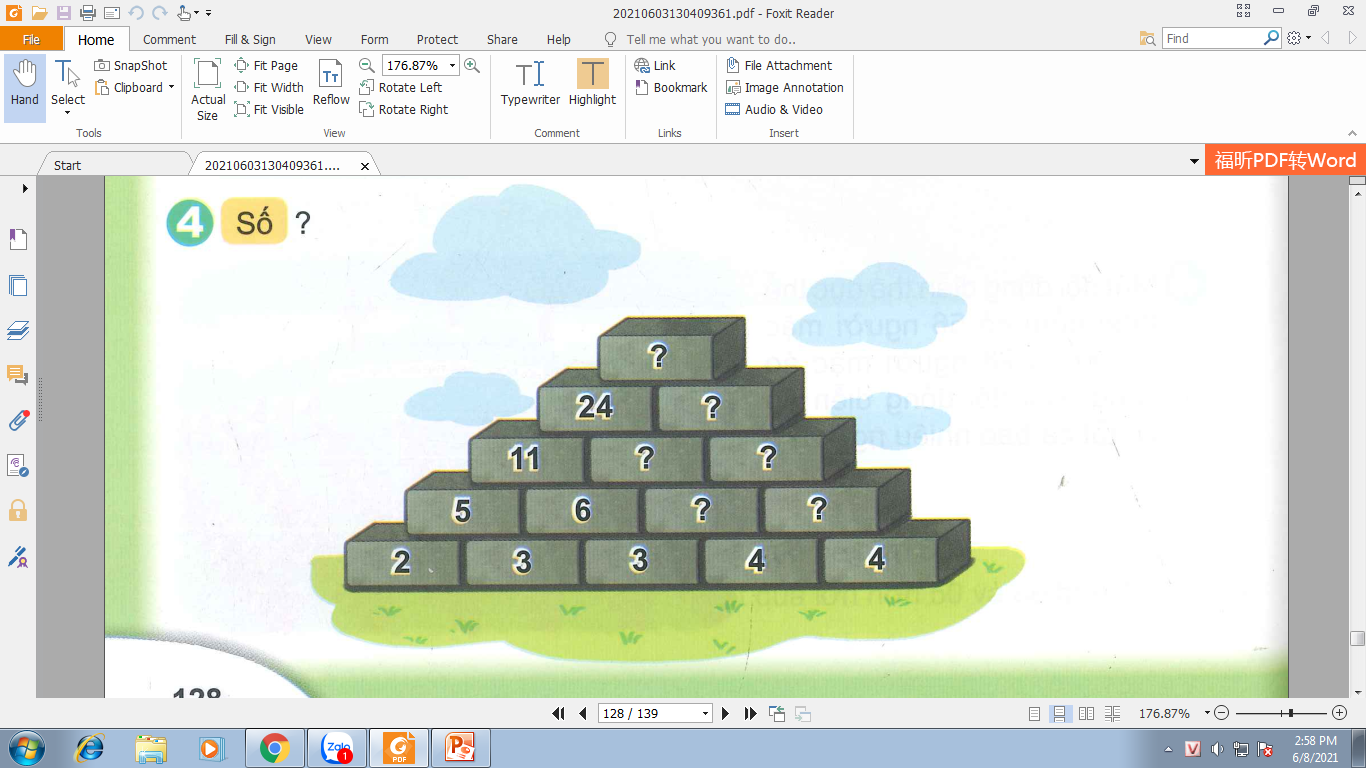 20210603130409361.pdf - Foxit Reader
File Home Comment Fill & Sign View Form Protect Share Help Tell me what you want to do.. Find
Hand
Select
SnapShot
Clipboard
Tools
Actual Size
Fit Page
Fit Width
Fit Visible
Reflow
176.87%
Rotate Left
Rotate Right
View
Typewriter
Highlight
Comment
Link
Bookmark
Links
File Attachment
Image Annotation
Audio & Video
Insert
Start
20210603130409361....
福昕PDF转Word
4 Số ?
?
24 ?
11 ? ?
5 6 ? ?
2 3 3 4 4
128
128 / 139
176.87%
Zalo 1
PDF
V
2:58 PM
6/8/2021